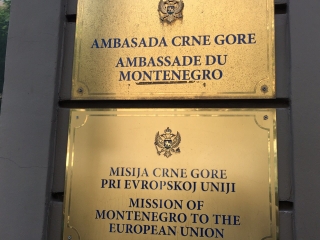 AMBASADA CRNE GORE
AMBASSADE DU
MONTENEGRO
MISIJA CRNE GORE
PRI EVROPSKOJ UNIJI
MISSION OF
MONTENEGRO TO THE
EUROPEAN UNION